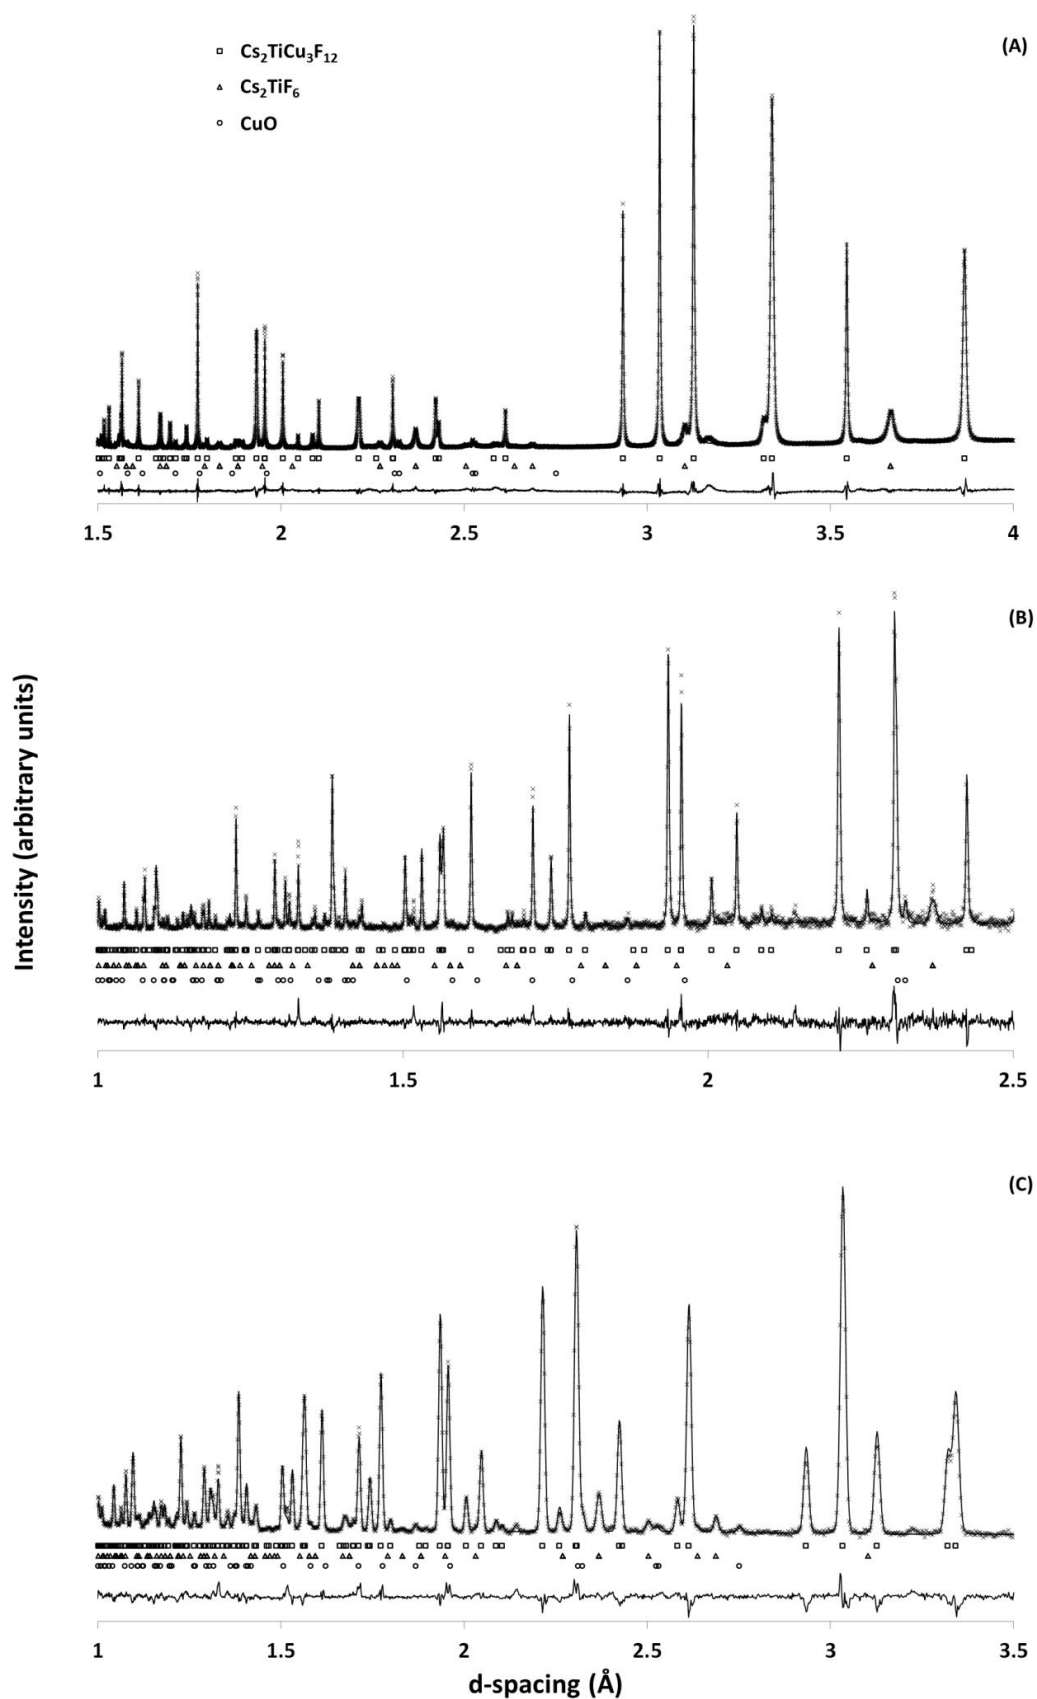 Cs₂TiCu₃F₁₂
Cs₂TiF₆
CuO
(A)
1.5 2 2.5 3 3.5 4
(B)
1 1.5 2 2.5
(C)
1 1.5 2 2.5 3 3.5
d-spacing (Å)
Intensity (arbitrary units)